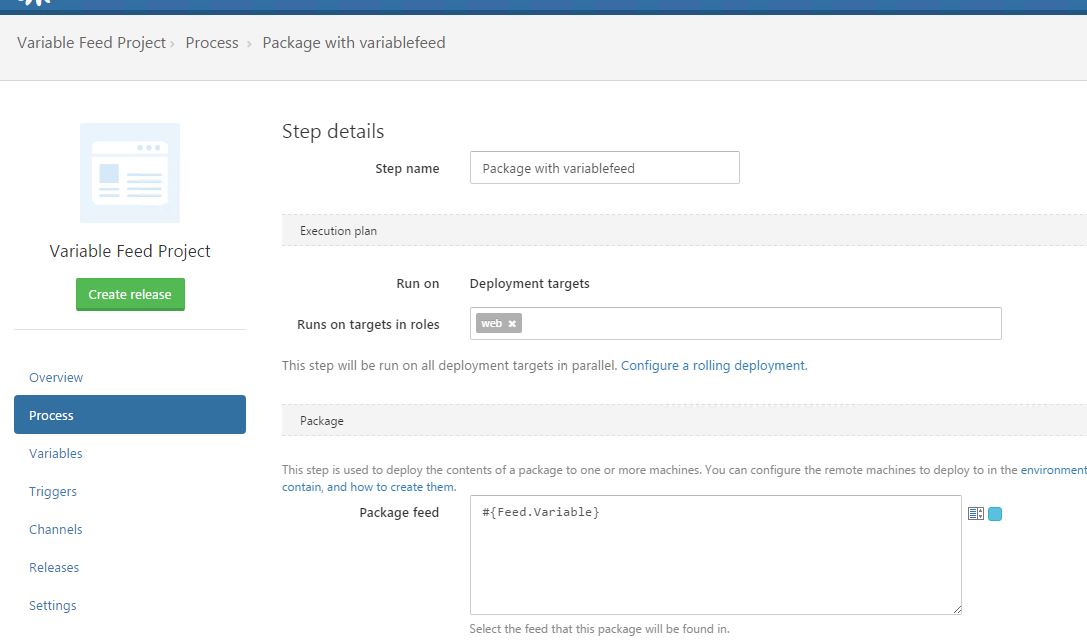 Variable Feed Project › Process › Package with variablefeed
Step details
Step name
Package with variablefeed
Execution plan
Variable Feed Project
Create release
Run on
Deployment targets
Runs on targets in roles
web ×
This step will be run on all deployment targets in parallel. Configure a rolling deployment.
Overview
Process
Variables
Triggers
Channels
Releases
Settings
Package
This step is used to deploy the contents of a package to one or more machines. You can configure the remote machines to deploy to in the environment
contain, and how to create them.
Package feed
#{Feed.Variable}
Select the feed that this package will be found in.